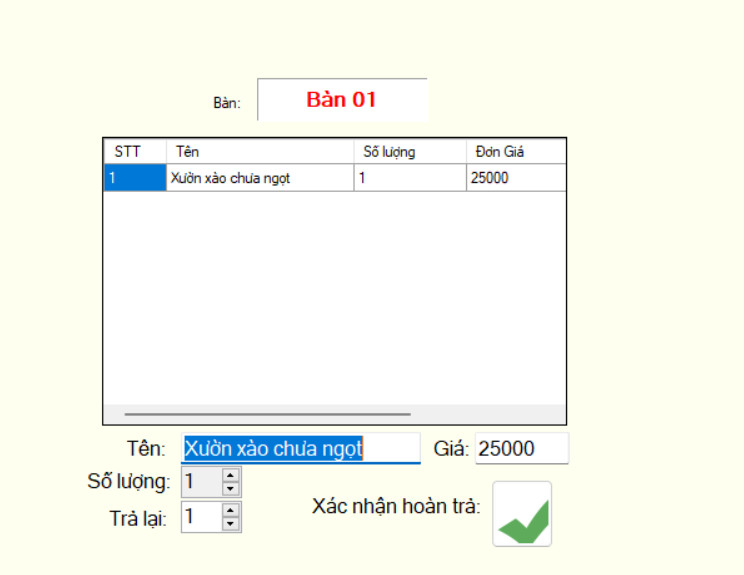 Bàn: Bàn 01
STT Tên Số lượng Đơn Giá
1 Xườn xào chưa ngọt 1 25000
Tên: Xườn xào chưa ngọt Giá: 25000
Số lượng: 1
Trả lại: 1 Xác nhận hoàn trả: